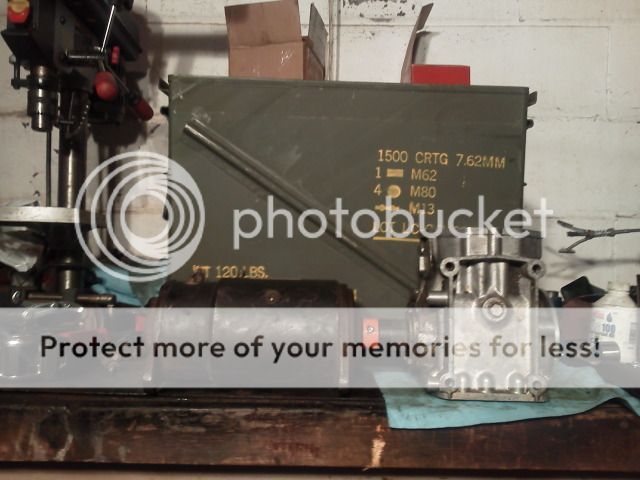 1500 CRTG 7.62MM
1 M62
4 M80
M13
photobucket
120 LBS.
Protect more of your memories for less!
100